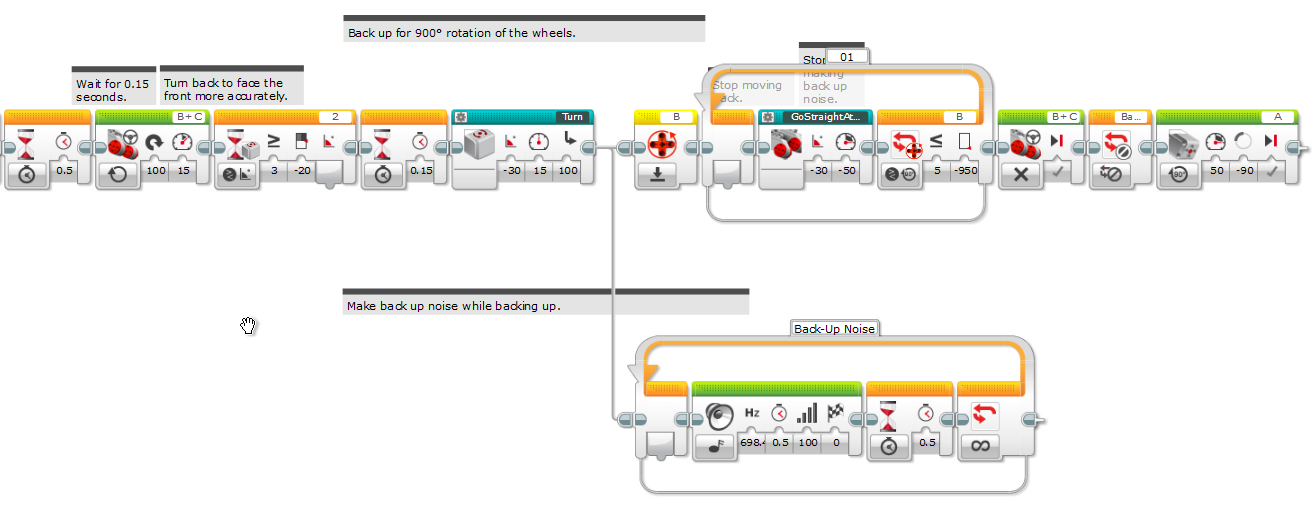 Back up for 900° rotation of the wheels.
Wait for 0.15
seconds.
Turn back to face the
front more accurately.
Stop moving
Stor
01
making
back up
noise.
B+C
2
Turn
B
GoStraightAt...
B
B+C
Ba...
A
0.5
100
15
3
-20
0.15
-30
15
100
-30
-50
5
-950
90°
50
-90
Make back up noise while backing up.
Back-Up Noise
Hz
698.4
0.5
100
0
0.5